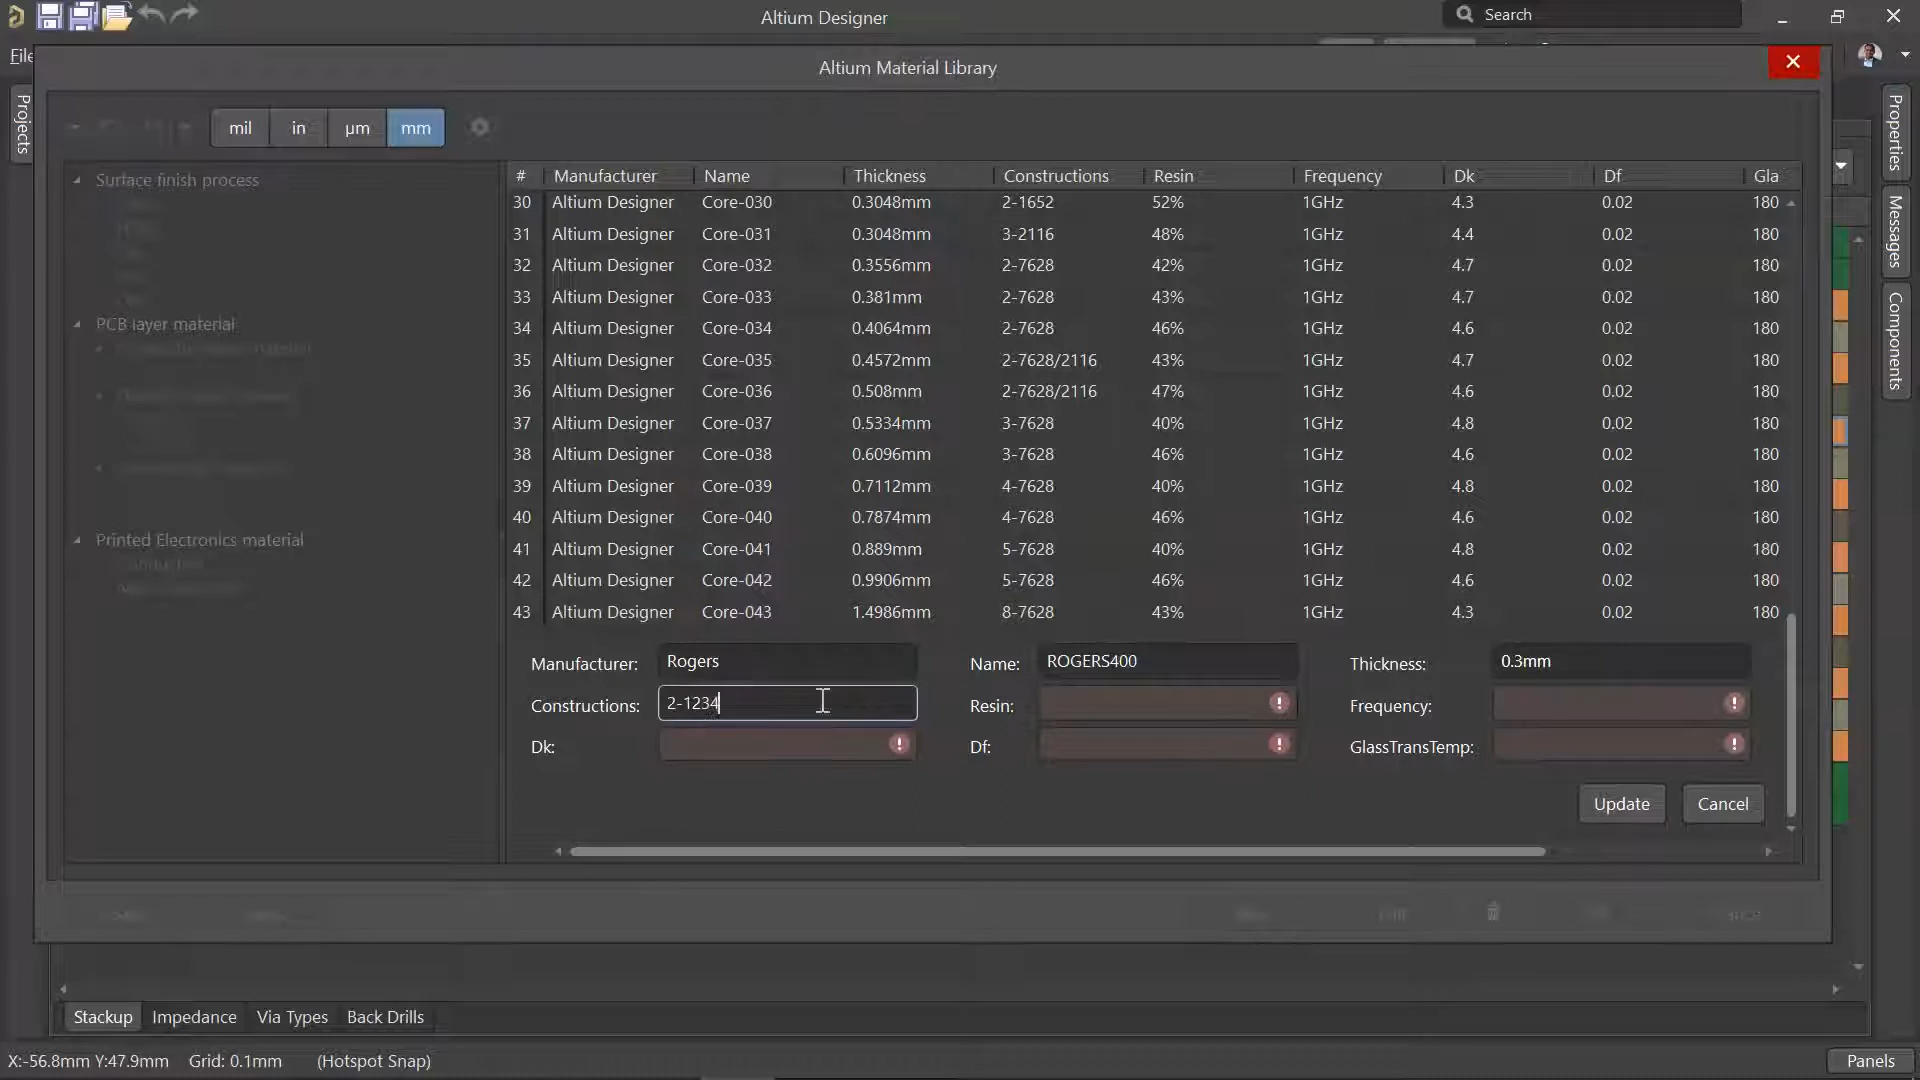 Altium Designer
Search
File
Altium Material Library
Projects
mil in µm mm
Properties
Messages
Components
Surface finish process
PCB layer material
Printed Electronics material
# Manufacturer Name Thickness Constructions Resin Frequency Dk Df Gla
30 Altium Designer Core-030 0.3048mm 2-1652 52% 1GHz 4.3 0.02 180
31 Altium Designer Core-031 0.3048mm 3-2116 48% 1GHz 4.4 0.02 180
32 Altium Designer Core-032 0.3556mm 2-7628 42% 1GHz 4.7 0.02 180
33 Altium Designer Core-033 0.381mm 2-7628 43% 1GHz 4.7 0.02 180
34 Altium Designer Core-034 0.4064mm 2-7628 46% 1GHz 4.6 0.02 180
35 Altium Designer Core-035 0.4572mm 2-7628/2116 43% 1GHz 4.7 0.02 180
36 Altium Designer Core-036 0.508mm 2-7628/2116 47% 1GHz 4.6 0.02 180
37 Altium Designer Core-037 0.5334mm 3-7628 40% 1GHz 4.8 0.02 180
38 Altium Designer Core-038 0.6096mm 3-7628 46% 1GHz 4.6 0.02 180
39 Altium Designer Core-039 0.7112mm 4-7628 40% 1GHz 4.8 0.02 180
40 Altium Designer Core-040 0.7874mm 4-7628 46% 1GHz 4.6 0.02 180
41 Altium Designer Core-041 0.889mm 5-7628 40% 1GHz 4.8 0.02 180
42 Altium Designer Core-042 0.9906mm 5-7628 46% 1GHz 4.6 0.02 180
43 Altium Designer Core-043 1.4986mm 8-7628 43% 1GHz 4.3 0.02 180
Manufacturer: Rogers Name: ROGERS400 Thickness: 0.3mm
Constructions: 2-1234 Resin: Frequency:
Dk: Df: GlassTransTemp:
Update Cancel
Stackup Impedance Via Types Back Drills
X:-56.8mm Y:47.9mm Grid: 0.1mm (Hotspot Snap)
Panels